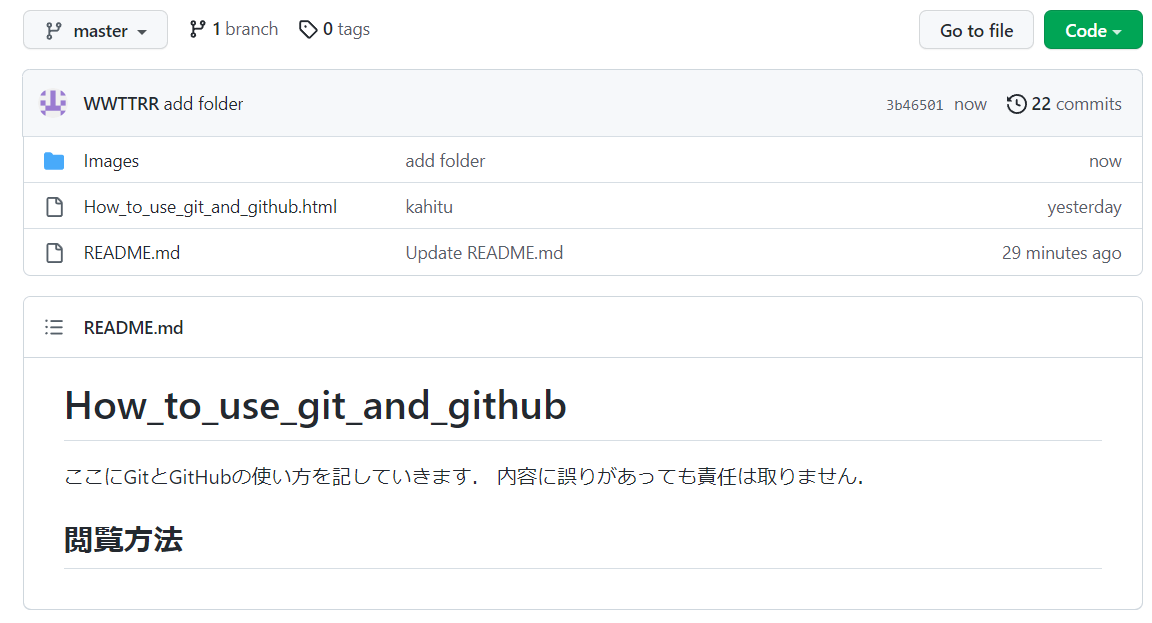 master 1 branch 0 tags Go to file Code
WWTTRR add folder 3b46501 now 22 commits
Images add folder now
How_to_use_git_and_github.html kahitu yesterday
README.md Update README.md 29 minutes ago
README.md
How_to_use_git_and_github
ここにGitとGitHubの使い方を記していきます． 内容に誤りがあっても責任は取りません．
閲覧方法